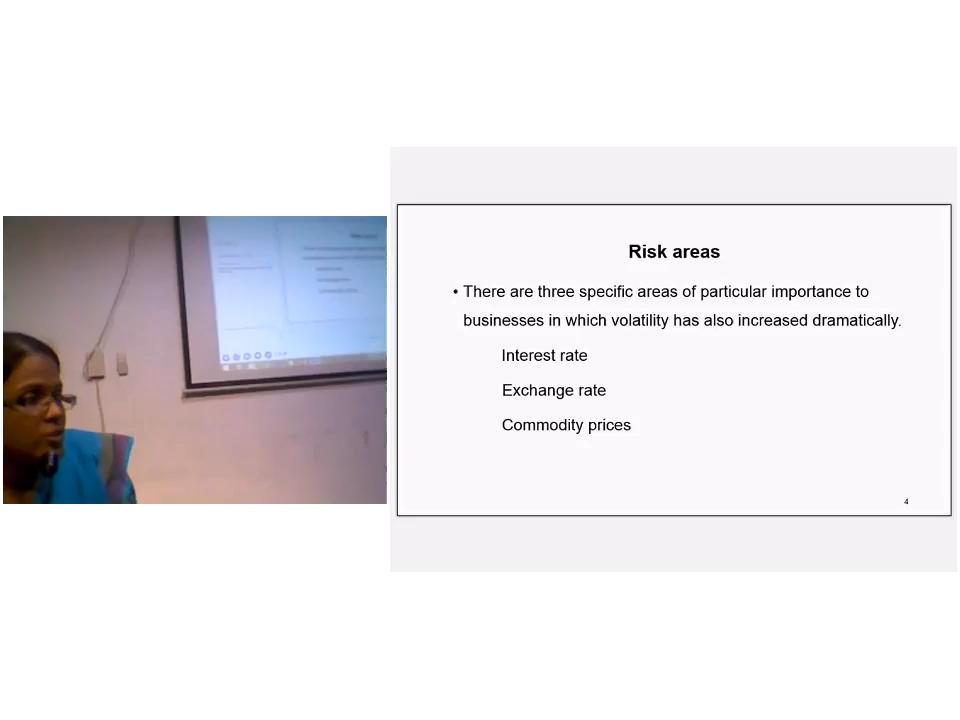 Risk areas
• There are three specific areas of particular importance to
businesses in which volatility has also increased dramatically.
Interest rate
Exchange rate
Commodity prices
4